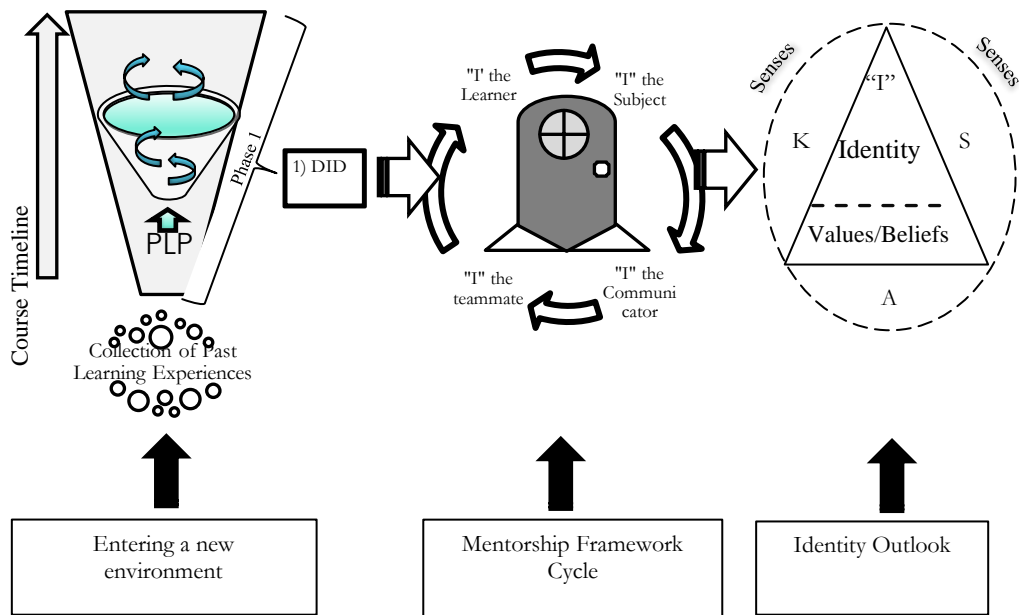 Course Timeline
PLP
Phase 1
Collection of Past
Learning Experiences
1) DID
"I" the
Learner
"I" the
Subject
"I" the
Communi
cator
"I" the
teammate
Senses
Senses
“I”
K
S
Identity
Values/Beliefs
A
Entering a new
environment
Mentorship Framework
Cycle
Identity Outlook